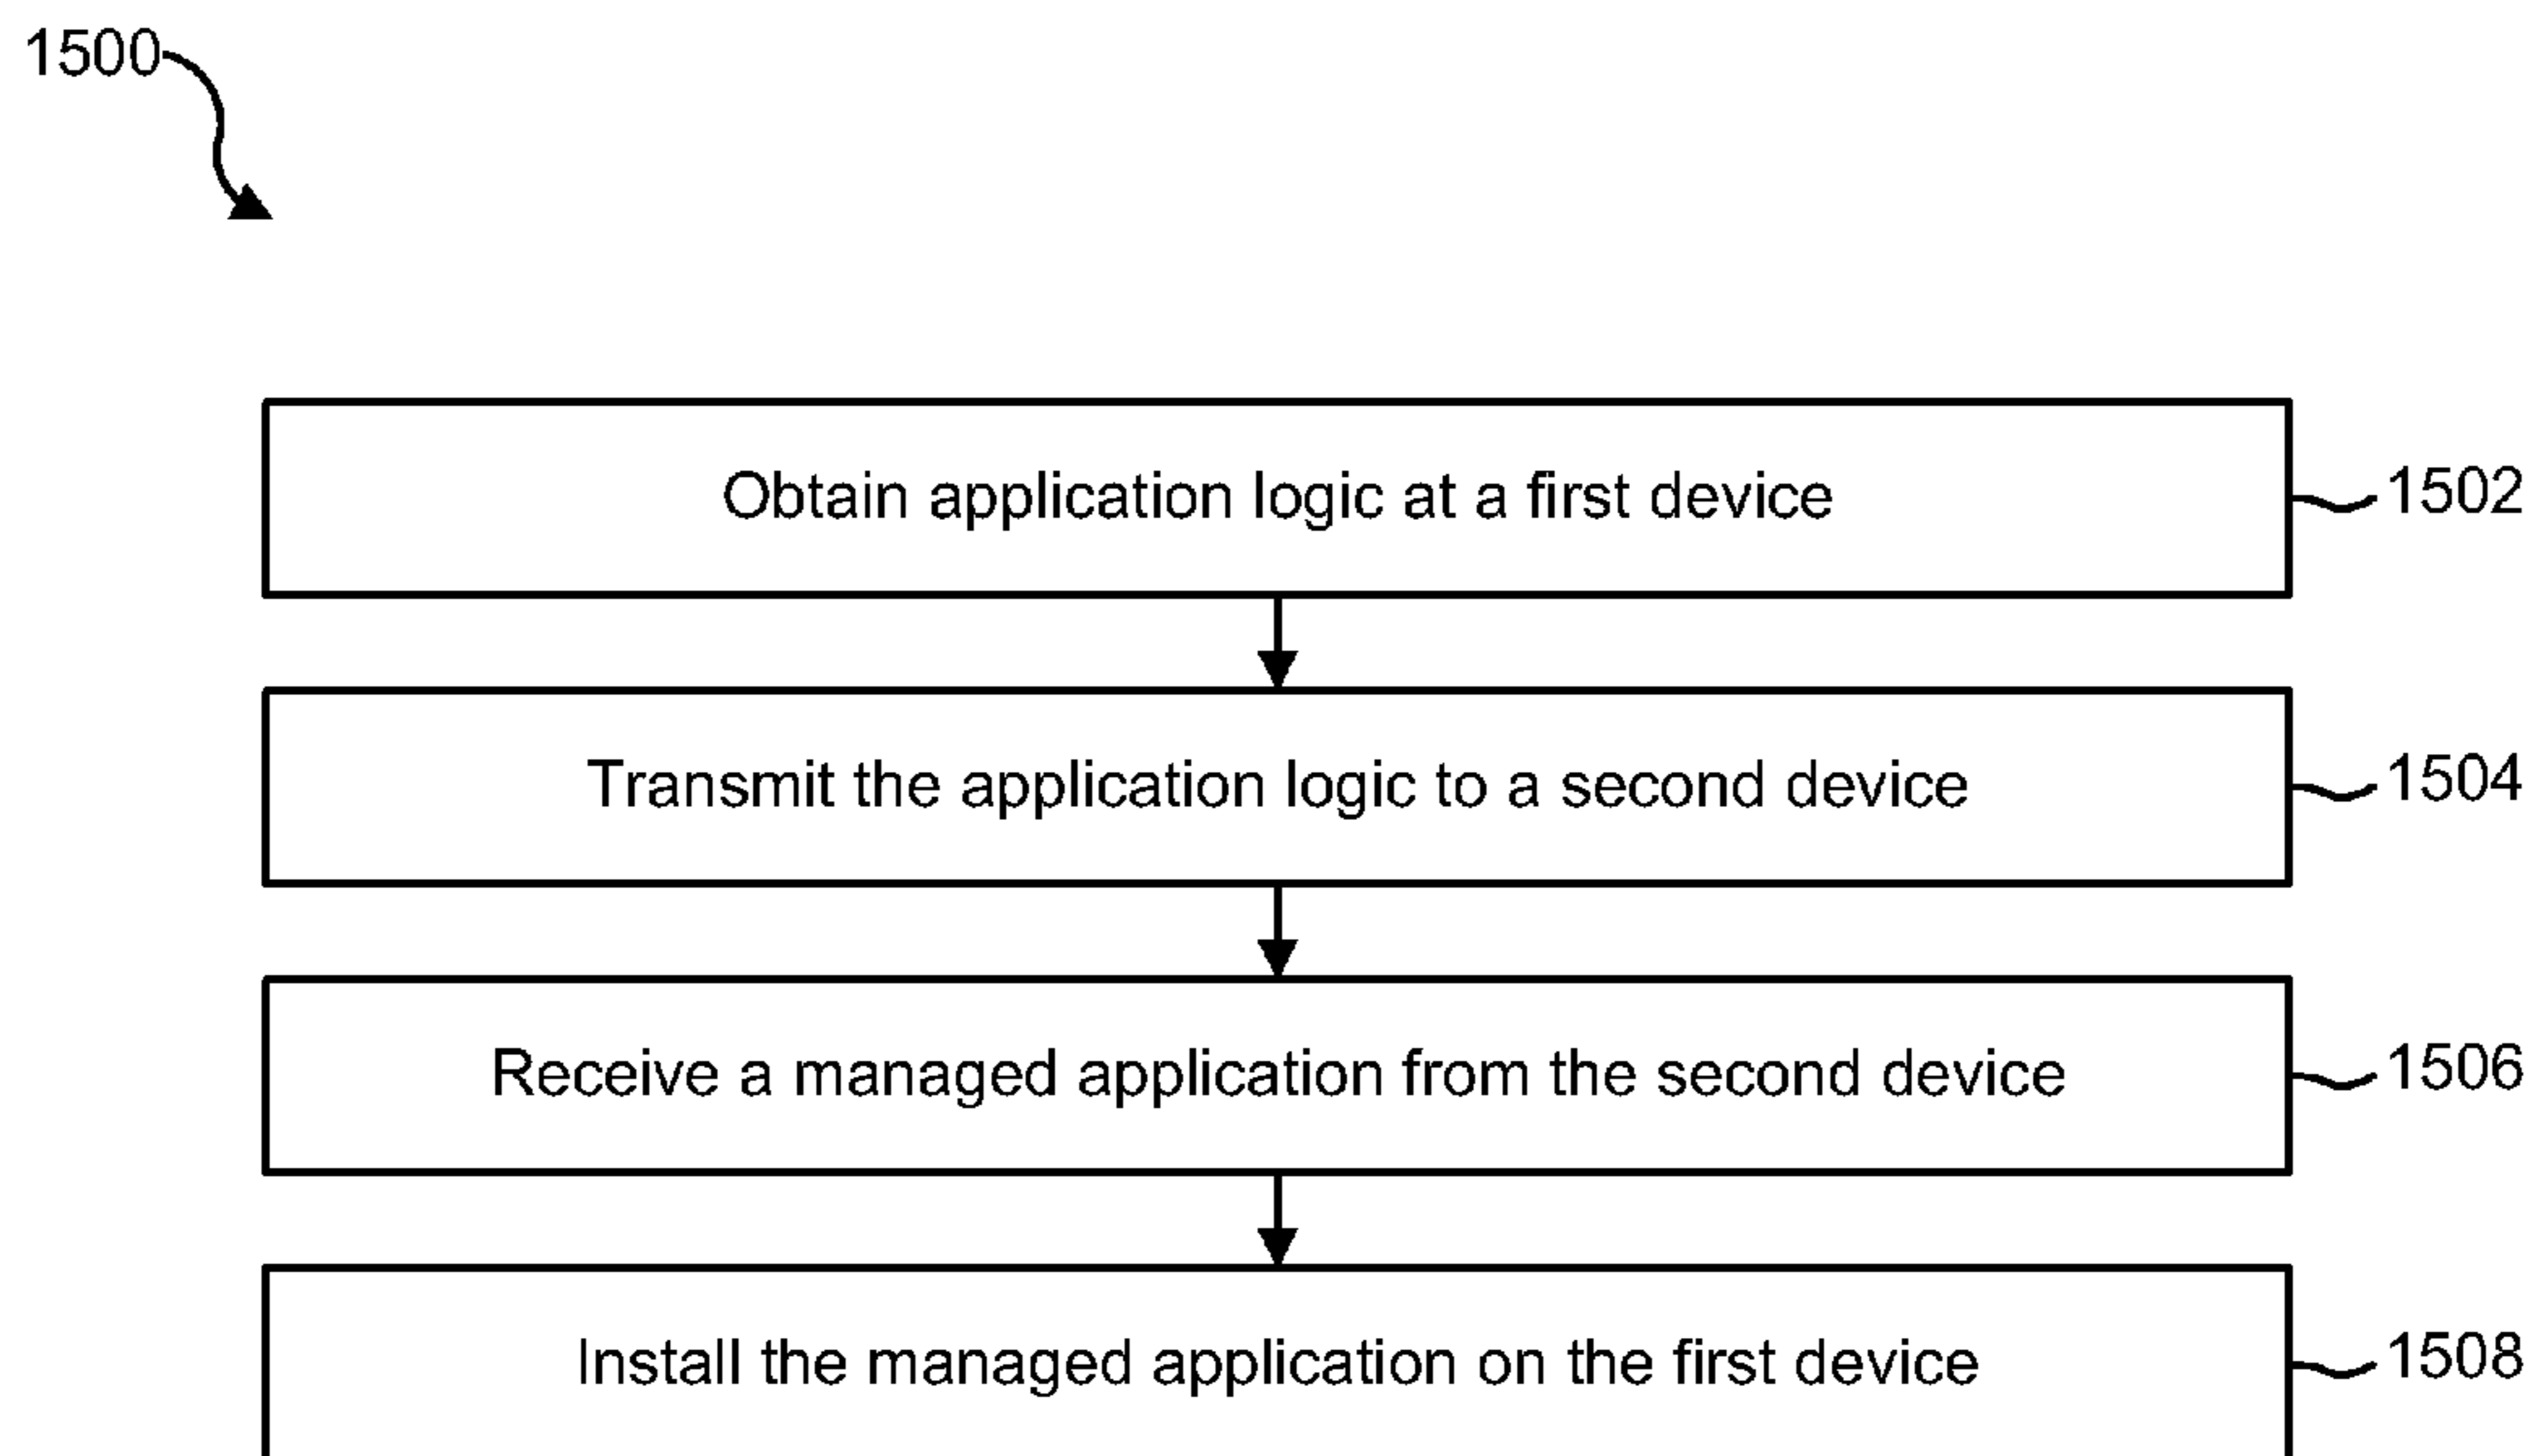 1500
Obtain application logic at a first device
1502
Transmit the application logic to a second device
1504
Receive a managed application from the second device
1506
Install the managed application on the first device
1508